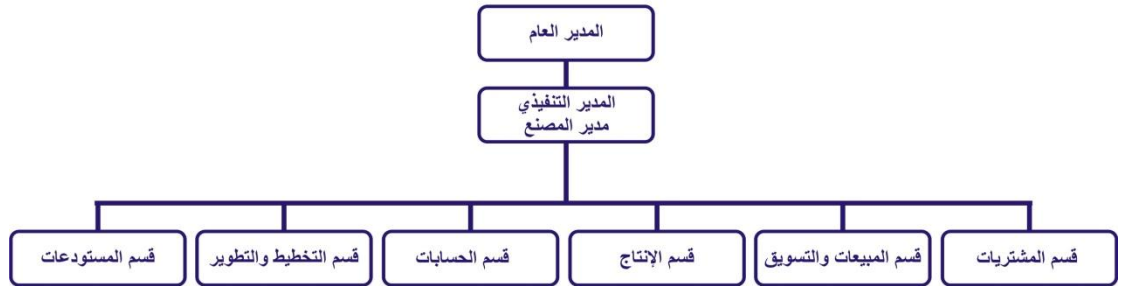 المدير العام
المدير التنفيذي
مدير المصنع
قسم المشتريات
قسم المبيعات والتسويق
قسم الإنتاج
قسم الحسابات
قسم التخطيط والتطوير
قسم المستودعات